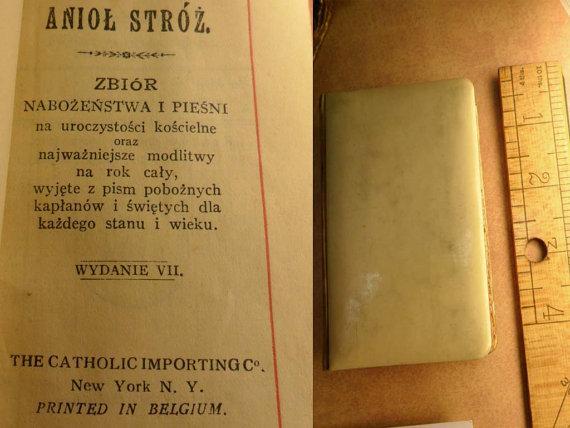 ANIOŁ STRÓŻ.
ZBIÓR
NABOŻEŃSTWA I PIEŚNI
na uroczystości kościelne
oraz
najważniejsze modlitwy
na rok cały,
wyjęte z pism pobożnych
kapłanów i świętych dla
każdego stanu i wieku.
WYDANIE VII.
THE CATHOLIC IMPORTING Co.
New York N. Y.
PRINTED IN BELGIUM.
1
2
3
4